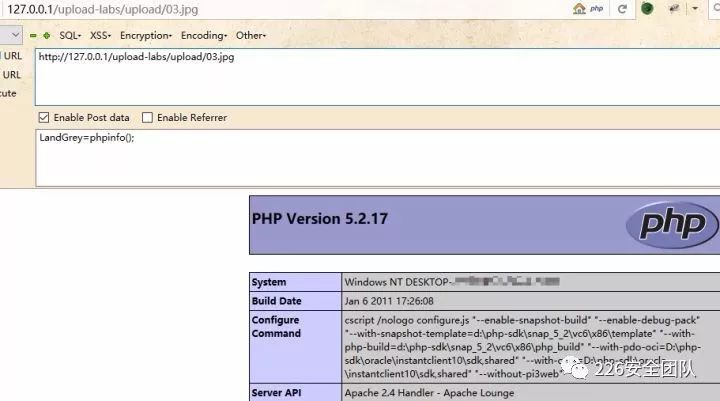 127.0.0.1/upload-labs/upload/03.jpg
php
SQL- XSS- Encryption- Encoding- Other-
URL
http://127.0.0.1/upload-labs/upload/03.jpg
URL
cute
Enable Post data Enable Referrer
LandGrey=phpinfo();
PHP Version 5.2.17
php
System Windows NT DESKTOP-
Build Date Jan 6 2011 17:26:08
Configure Command cscript /nologo configure.js "--enable-snapshot-build" "--enable-debug-pack"
"--with-snapshot-template=d:\php-sdk\snap_5_2\vc6\x86\template" "--with-
php-build=d:\php-sdk\snap_5_2\vc6\x86\php_build" "--with-pdo-oci=D:\php-
sdk\oracle\instantclient10\sdk,shared" "--with-
\instantclient10\sdk,shared" "--without-pi3web"
226安全团队
Server API Apache 2.4 Handler - Apache Lounge